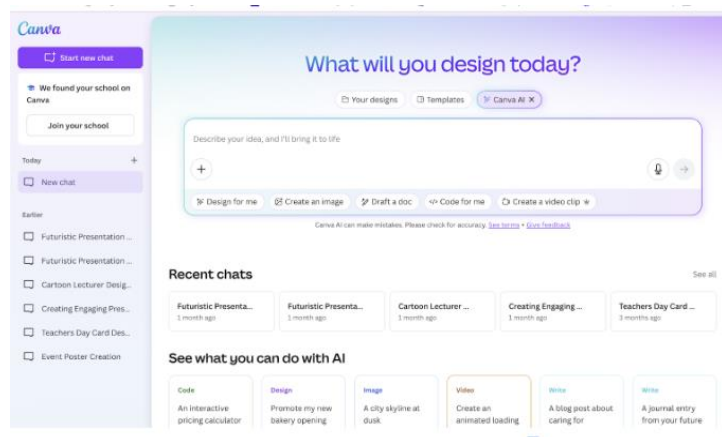 Canva
Start new chat
We found your school on
Canva
Join your school
Today
+
New chat
Earlier
Futuristic Presentation ...
Futuristic Presentation ...
Cartoon Lecturer Desig...
Creating Engaging Pres...
Teachers Day Card Des...
Event Poster Creation
What will you design today?
Your designs Templates Canva AI X
Describe your idea, and I'll bring it to life
+
Design for me Create an image Draft a doc </> Code for me Create a video clip
Canva AI can make mistakes. Please check for accuracy. See terms • Give feedback
Recent chats See all
Futuristic Presenta... Futuristic Presenta... Cartoon Lecturer ... Creating Engaging ... Teachers Day Card ...
1 month ago 1 month ago 1 month ago 1 month ago 3 months ago
See what you can do with AI
Code Design Image Video Write Write
An interactive Promote my new A city skyline at Create an A blog post about A journal entry
pricing calculator bakery opening dusk animated loading caring for from your future